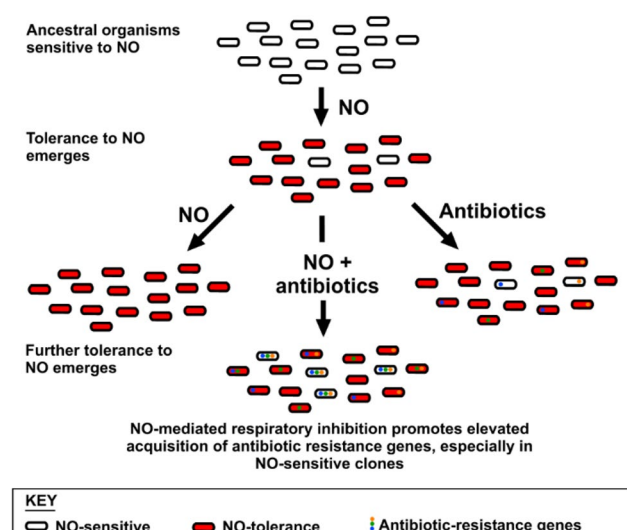 Ancestral organisms
sensitive to NO
NO
Tolerance to NO
emerges
NO
NO +
antibiotics
Antibiotics
Further tolerance to
NO emerges
NO-mediated respiratory inhibition promotes elevated
acquisition of antibiotic resistance genes, especially in
NO-sensitive clones
KEY
NO-sensitive
NO-tolerance
Antibiotic-resistance genes